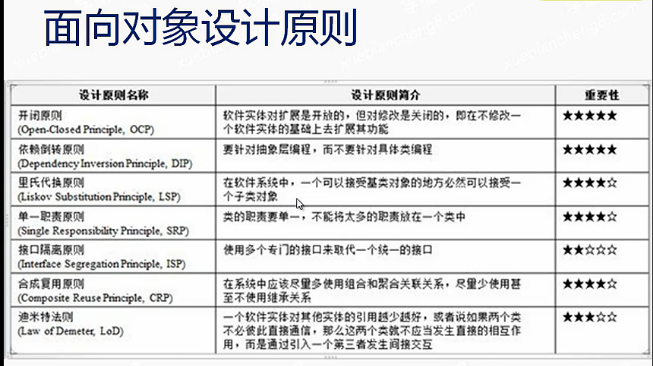 面向对象设计原则
设计原则名称 设计原则简介 重要性
开闭原则
(Open-Closed Principle, OCP)
软件实体对扩展是开放的，但对修改是关闭的，即在不修改一
个软件实体的基础上去扩展其功能
★★★★★
依赖倒转原则
(Dependency Inversion Principle, DIP)
要针对抽象层编程，而不要针对具体类编程
★★★★★
里氏代换原则
(Liskov Substitution Principle, LSP)
在软件系统中，一个可以接受基类对象的地方必然可以接受一
个子类对象
★★★★☆
单一职责原则
(Single Responsibility Principle, SRP)
类的职责要单一，不能将太多的职责放在一个类中
★★★★☆
接口隔离原则
(Interface Segregation Principle, ISP)
使用多个专门的接口来取代一个统一的接口
★★☆☆☆
合成复用原则
(Composite Reuse Principle, CRP)
在系统中应该尽量多使用组合和聚合关联关系，尽量少使用甚
至不使用继承关系
★★★★☆
迪米特法则
(Law of Demeter, LoD)
一个软件实体对其他实体的引用越少越好，或者说如果两个类
不必彼此直接通信，那么这两个类就不应当发生直接的相互作
用，而是通过引入一个第三者发生间接交互
★★★☆☆